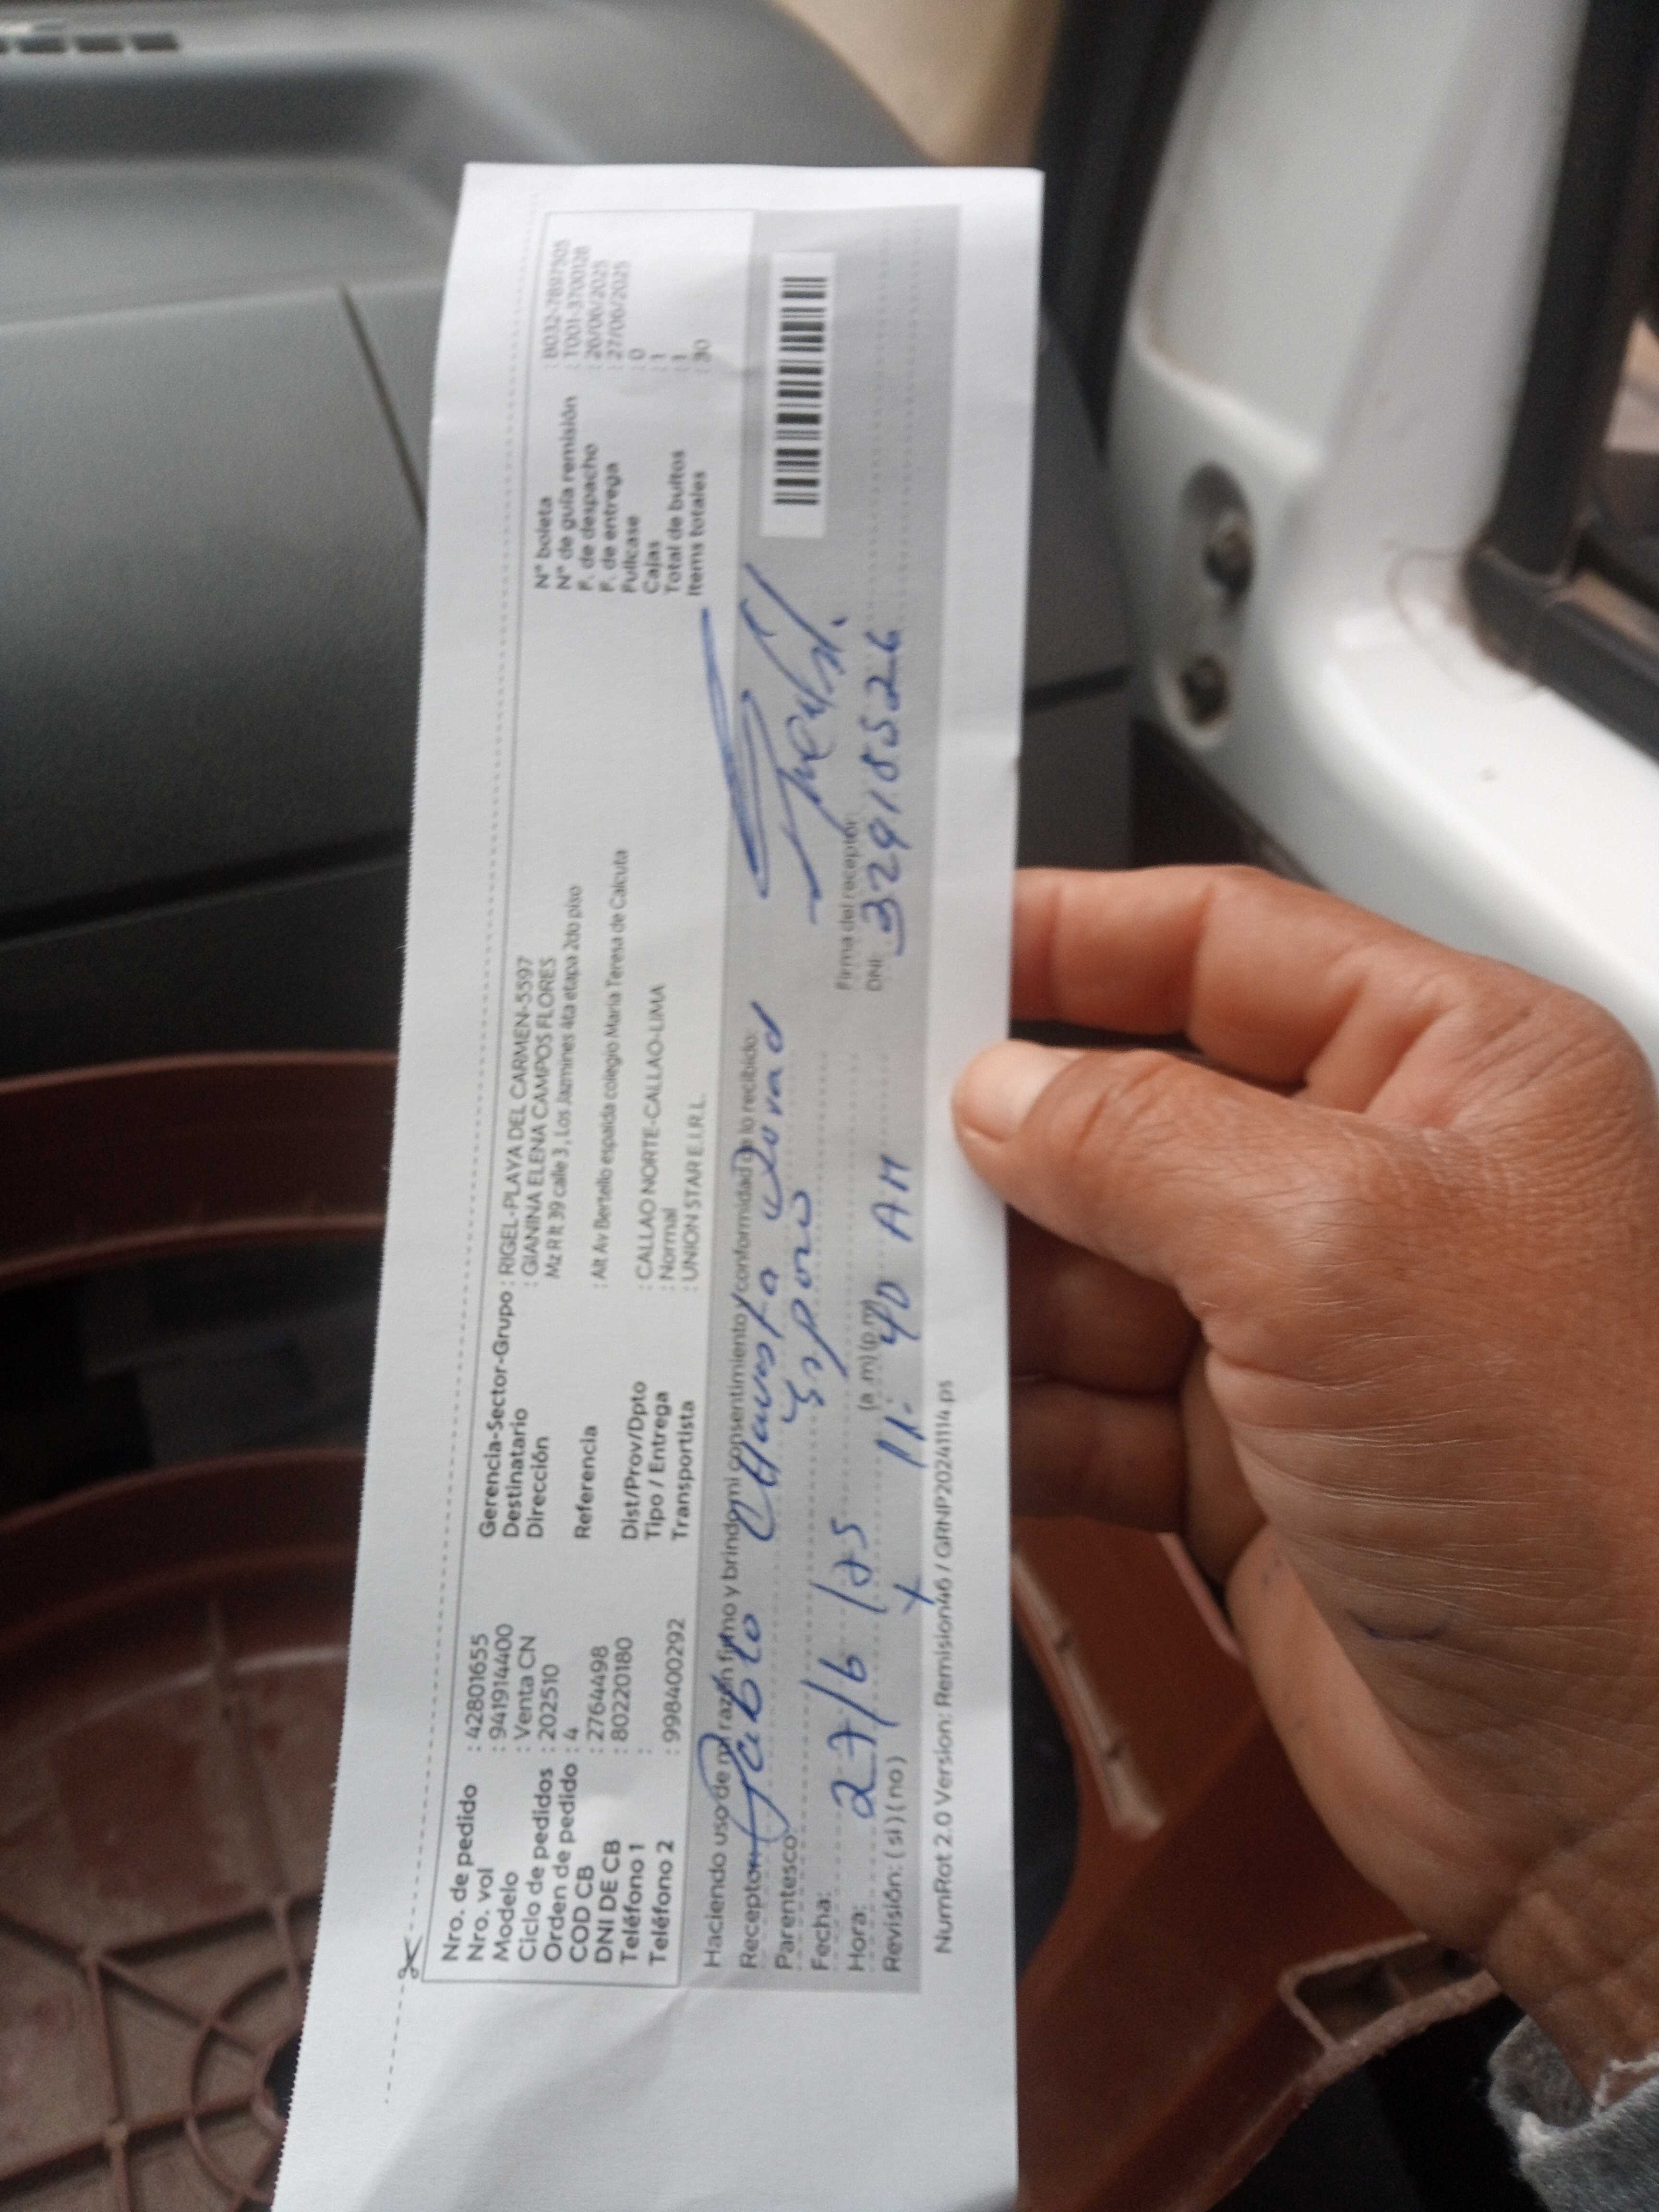 Nro. de pedido : 42801655
Nro. vol : 941914400
Modelo : Venta CN
Ciclo de pedidos : 202510
Orden de pedido : 4
COD CB : 2764498
DNI DE CB : 80220180
Teléfono 1 :
Teléfono 2 : 998400292
Gerencia-Sector-Grupo : RIGEL-PLAYA DEL CARMEN-5597
Destinatario : GIANINA ELENA CAMPOS FLORES
Dirección Mz R lt 39 calle 3, Los Jazmines 4ta etapa 2do piso
Referencia : Alt Av Bertello espalda colegio Maria Teresa de Calcuta
Dist/Prov/Dpto : CALLAO NORTE-CALLAO-LIMA
Tipo / Entrega : Normal
Transportista : UNION STAR E.I.R.L.
N° boleta : B032-7897505
N° de guía remisión : T001-3700128
F. de despacho : 26/06/2025
F. de entrega : 27/06/2025
Fullcase : 0
Cajas : 1
Total de bultos : 1
Items totales : 30
Haciendo uso de mi razón firmo y brindo mi consentimiento y conformidad de lo recibido:
Receptor: Pablo
Parentesco: Esposo
Fecha: 27/6/25
Hora: 11:40 AM (a.m)(p.m)
Revisión: (si)(no) X
Firma del receptor
DNI: 32918526
NumRot 2.0 Version: Remision46 / GRNP20241114.ps